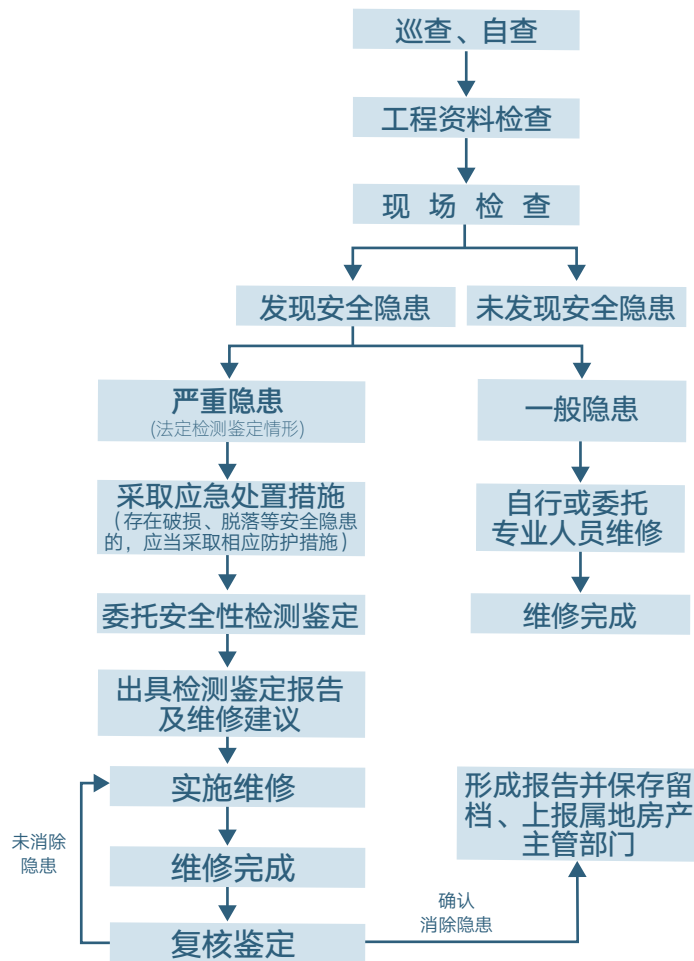 巡查、自查
工程资料检查
现场检查
发现安全隐患
未发现安全隐患
严重隐患
(法定检测鉴定情形)
一般隐患
采取应急处置措施
(存在破损、脱落等安全隐患
的，应当采取相应防护措施)
自行或委托
专业人员维修
委托安全性检测鉴定
维修完成
出具检测鉴定报告
及维修建议
实施维修
形成报告并保存留
档、上报属地房产
主管部门
未消除
隐患
维修完成
确认
消除隐患
复核鉴定